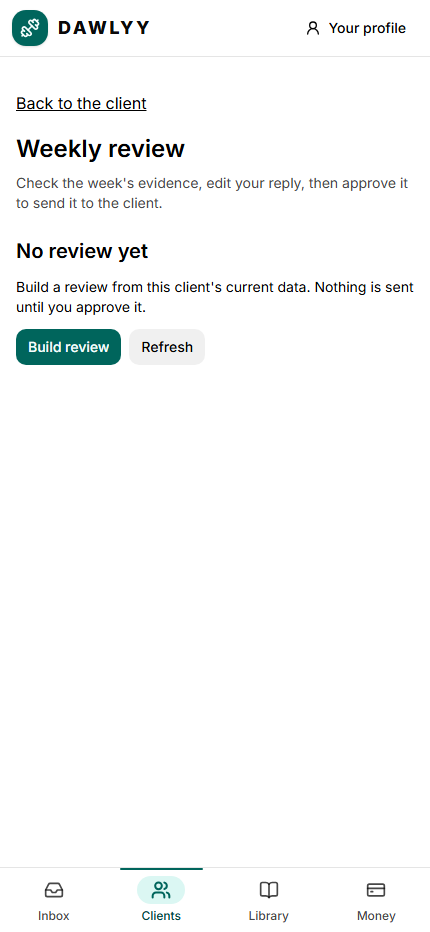 DAWLYY
Your profile
Back to the client
Weekly review
Check the week's evidence, edit your reply, then approve it
to send it to the client.
No review yet
Build a review from this client's current data. Nothing is sent
until you approve it.
Build review
Refresh
Inbox
Clients
Library
Money